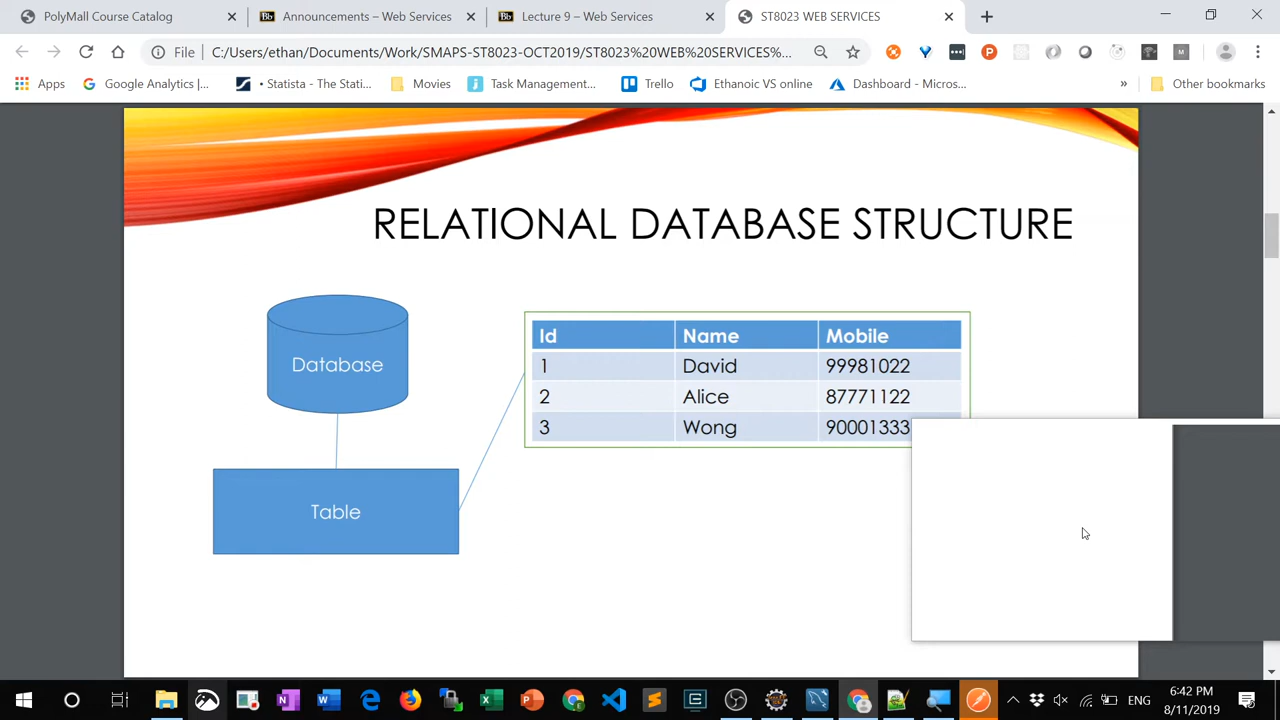 PolyMall Course Catalog
Announcements – Web Services
Lecture 9 – Web Services
ST8023 WEB SERVICES
File
C:/Users/ethan/Documents/Work/SMAPS-ST8023-OCT2019/ST8023%20WEB%20SERVICES%...
Apps
Google Analytics |...
• Statista - The Stati...
Movies
Task Management...
Trello
Ethanoic VS online
Dashboard - Micros...
»
Other bookmarks
RELATIONAL DATABASE STRUCTURE
Database
Table
Id Name Mobile
1 David 99981022
2 Alice 87771122
3 Wong 90001333
ENG
6:42 PM
8/11/2019